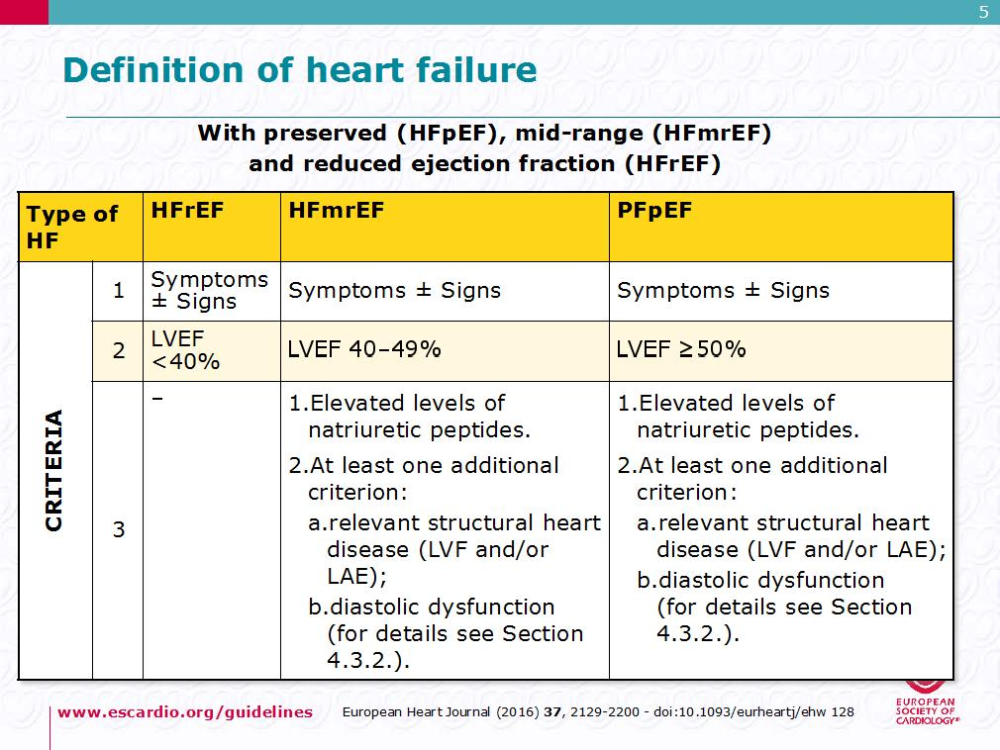 5
Definition of heart failure
With preserved (HFpEF), mid-range (HFmrEF)
and reduced ejection fraction (HFrEF)
Type of
HF
HFrEF
HFmrEF
PFpEF
CRITERIA
1
Symptoms
± Signs
Symptoms ± Signs
Symptoms ± Signs
2
LVEF
<40%
LVEF 40–49%
LVEF ≥50%
3
–
1.Elevated levels of
natriuretic peptides.
2.At least one additional
criterion:
a.relevant structural heart
disease (LVF and/or
LAE);
b.diastolic dysfunction
(for details see Section
4.3.2.).
1.Elevated levels of
natriuretic peptides.
2.At least one additional
criterion:
a.relevant structural heart
disease (LVF and/or LAE);
b.diastolic dysfunction
(for details see Section
4.3.2.).
www.escardio.org/guidelines
European Heart Journal (2016) 37, 2129-2200 - doi:10.1093/eurheartj/ehw 128
EUROPEAN
SOCIETY OF
CARDIOLOGY®